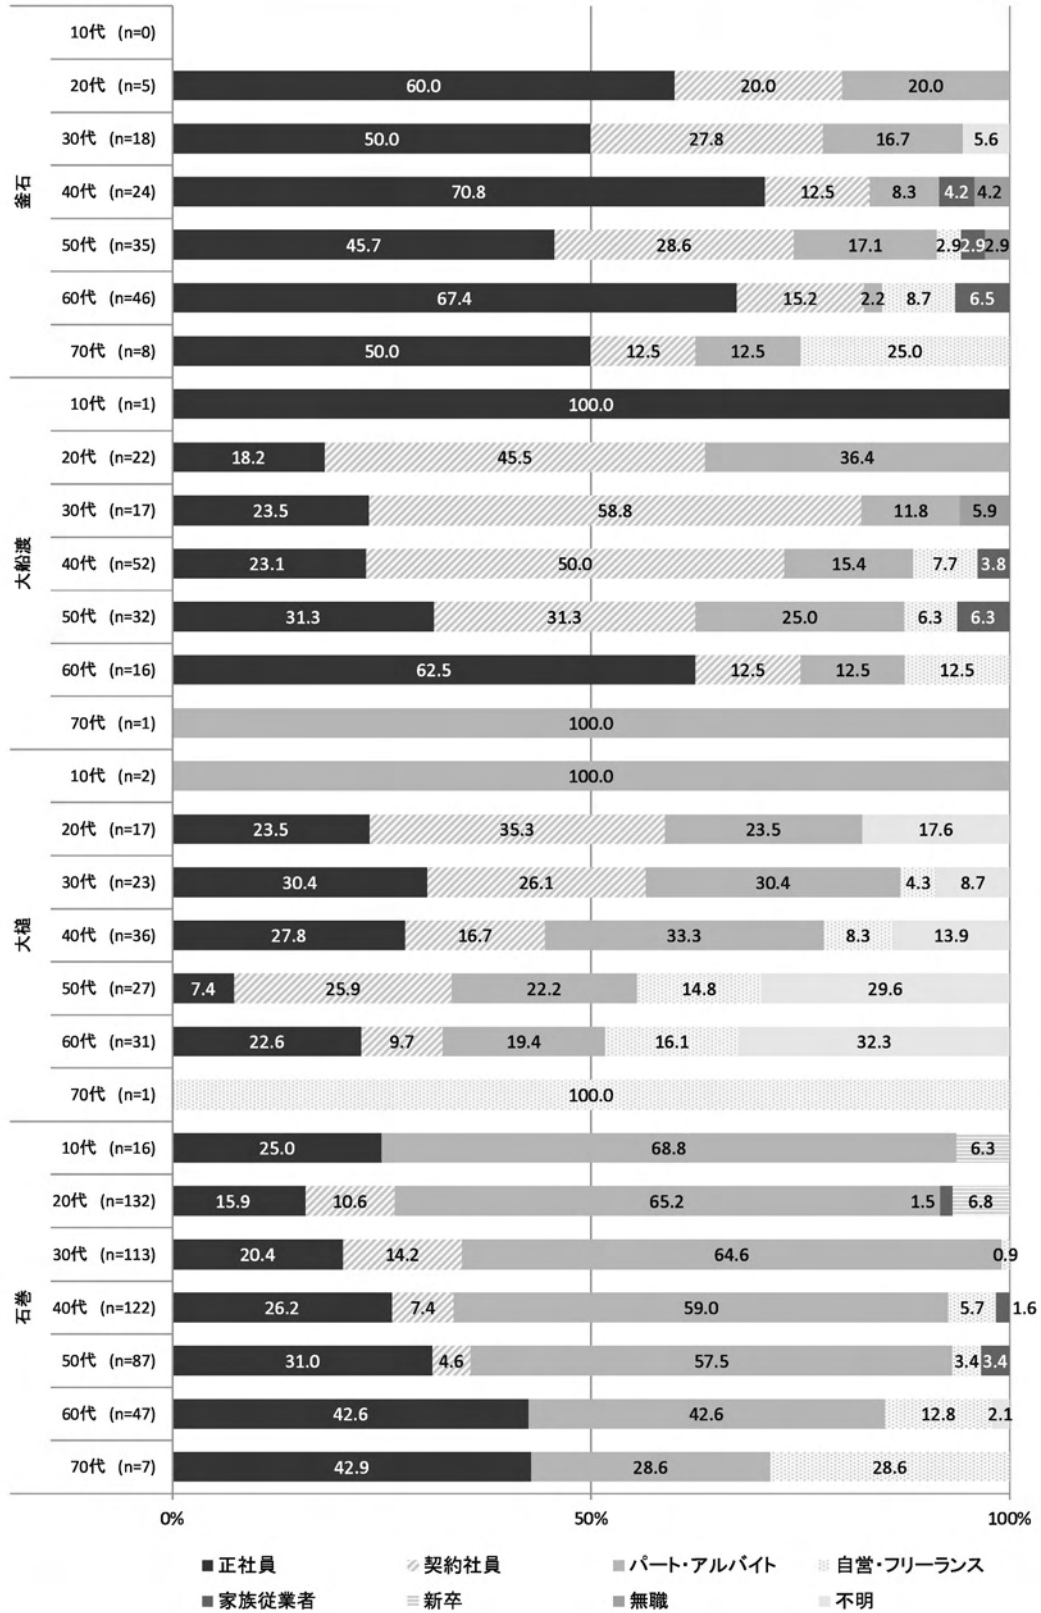 釜石
10代 (n=0)
20代 (n=5) 60.0 20.0 20.0
30代 (n=18) 50.0 27.8 16.7 5.6
40代 (n=24) 70.8 12.5 8.3 4.2 4.2
50代 (n=35) 45.7 28.6 17.1 2.9 2.9 2.9
60代 (n=46) 67.4 15.2 2.2 8.7 6.5
70代 (n=8) 50.0 12.5 12.5 25.0
大船渡
10代 (n=1) 100.0
20代 (n=22) 18.2 45.5 36.4
30代 (n=17) 23.5 58.8 11.8 5.9
40代 (n=52) 23.1 50.0 15.4 7.7 3.8
50代 (n=32) 31.3 31.3 25.0 6.3 6.3
60代 (n=16) 62.5 12.5 12.5 12.5
70代 (n=1) 100.0
大槌
10代 (n=2) 100.0
20代 (n=17) 23.5 35.3 23.5 17.6
30代 (n=23) 30.4 26.1 30.4 4.3 8.7
40代 (n=36) 27.8 16.7 33.3 8.3 13.9
50代 (n=27) 7.4 25.9 22.2 14.8 29.6
60代 (n=31) 22.6 9.7 19.4 16.1 32.3
70代 (n=1) 100.0
石巻
10代 (n=16) 25.0 68.8 6.3
20代 (n=132) 15.9 10.6 65.2 1.5 6.8
30代 (n=113) 20.4 14.2 64.6 0.9
40代 (n=122) 26.2 7.4 59.0 5.7 1.6
50代 (n=87) 31.0 4.6 57.5 3.4 3.4
60代 (n=47) 42.6 42.6 12.8 2.1
70代 (n=7) 42.9 28.6 28.6
0% 50% 100%
正社員 契約社員 パート・アルバイト 自営・フリーランス
家族従業者 新卒 無職 不明